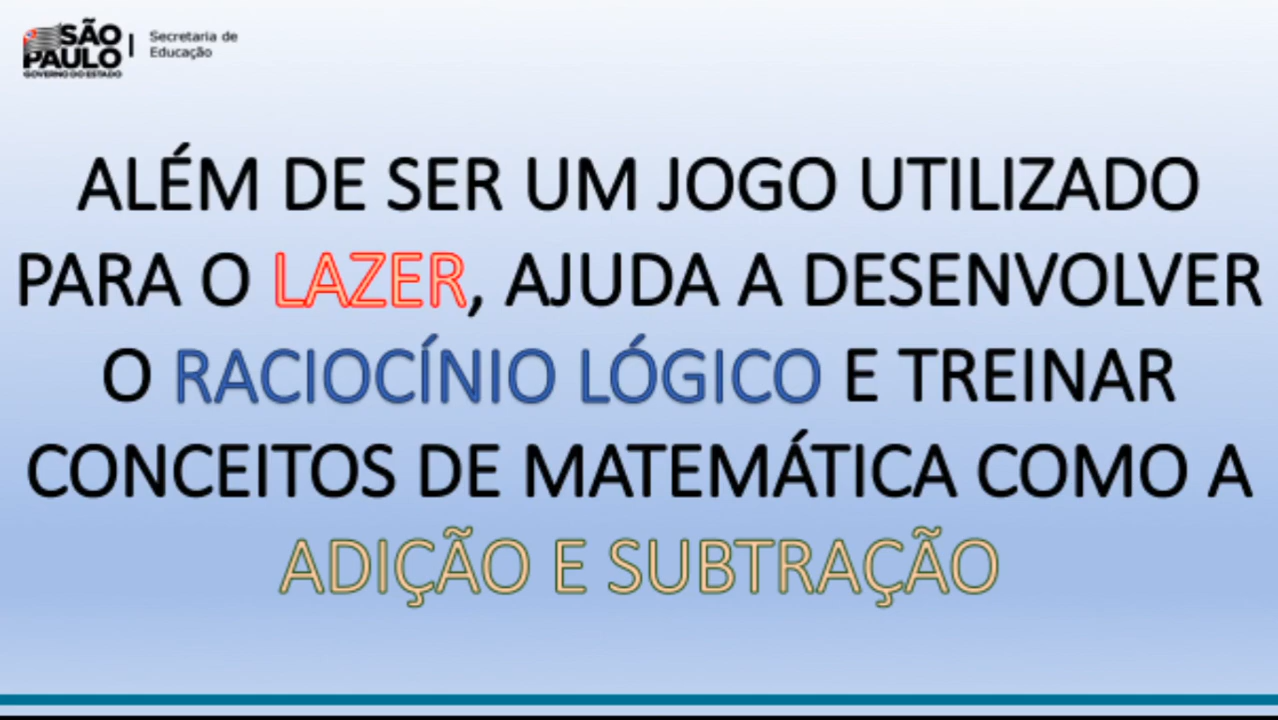 SÃO
PAULO
GOVERNO DO ESTADO
Secretaria de
Educação
ALÉM DE SER UM JOGO UTILIZADO
PARA O LAZER, AJUDA A DESENVOLVER
O RACIOCÍNIO LÓGICO E TREINAR
CONCEITOS DE MATEMÁTICA COMO A
ADIÇÃO E SUBTRAÇÃO